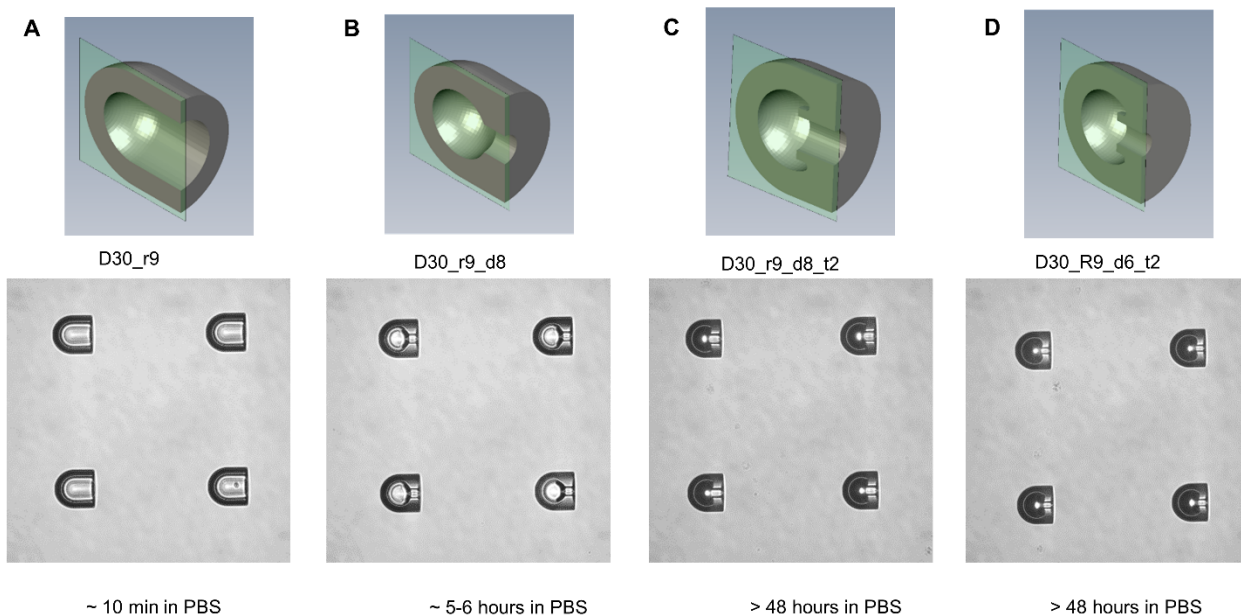 A
B
C
D
D30_r9
D30_r9_d8
D30_r9_d8_t2
D30_R9_d6_t2
~ 10 min in PBS
~ 5-6 hours in PBS
> 48 hours in PBS
> 48 hours in PBS